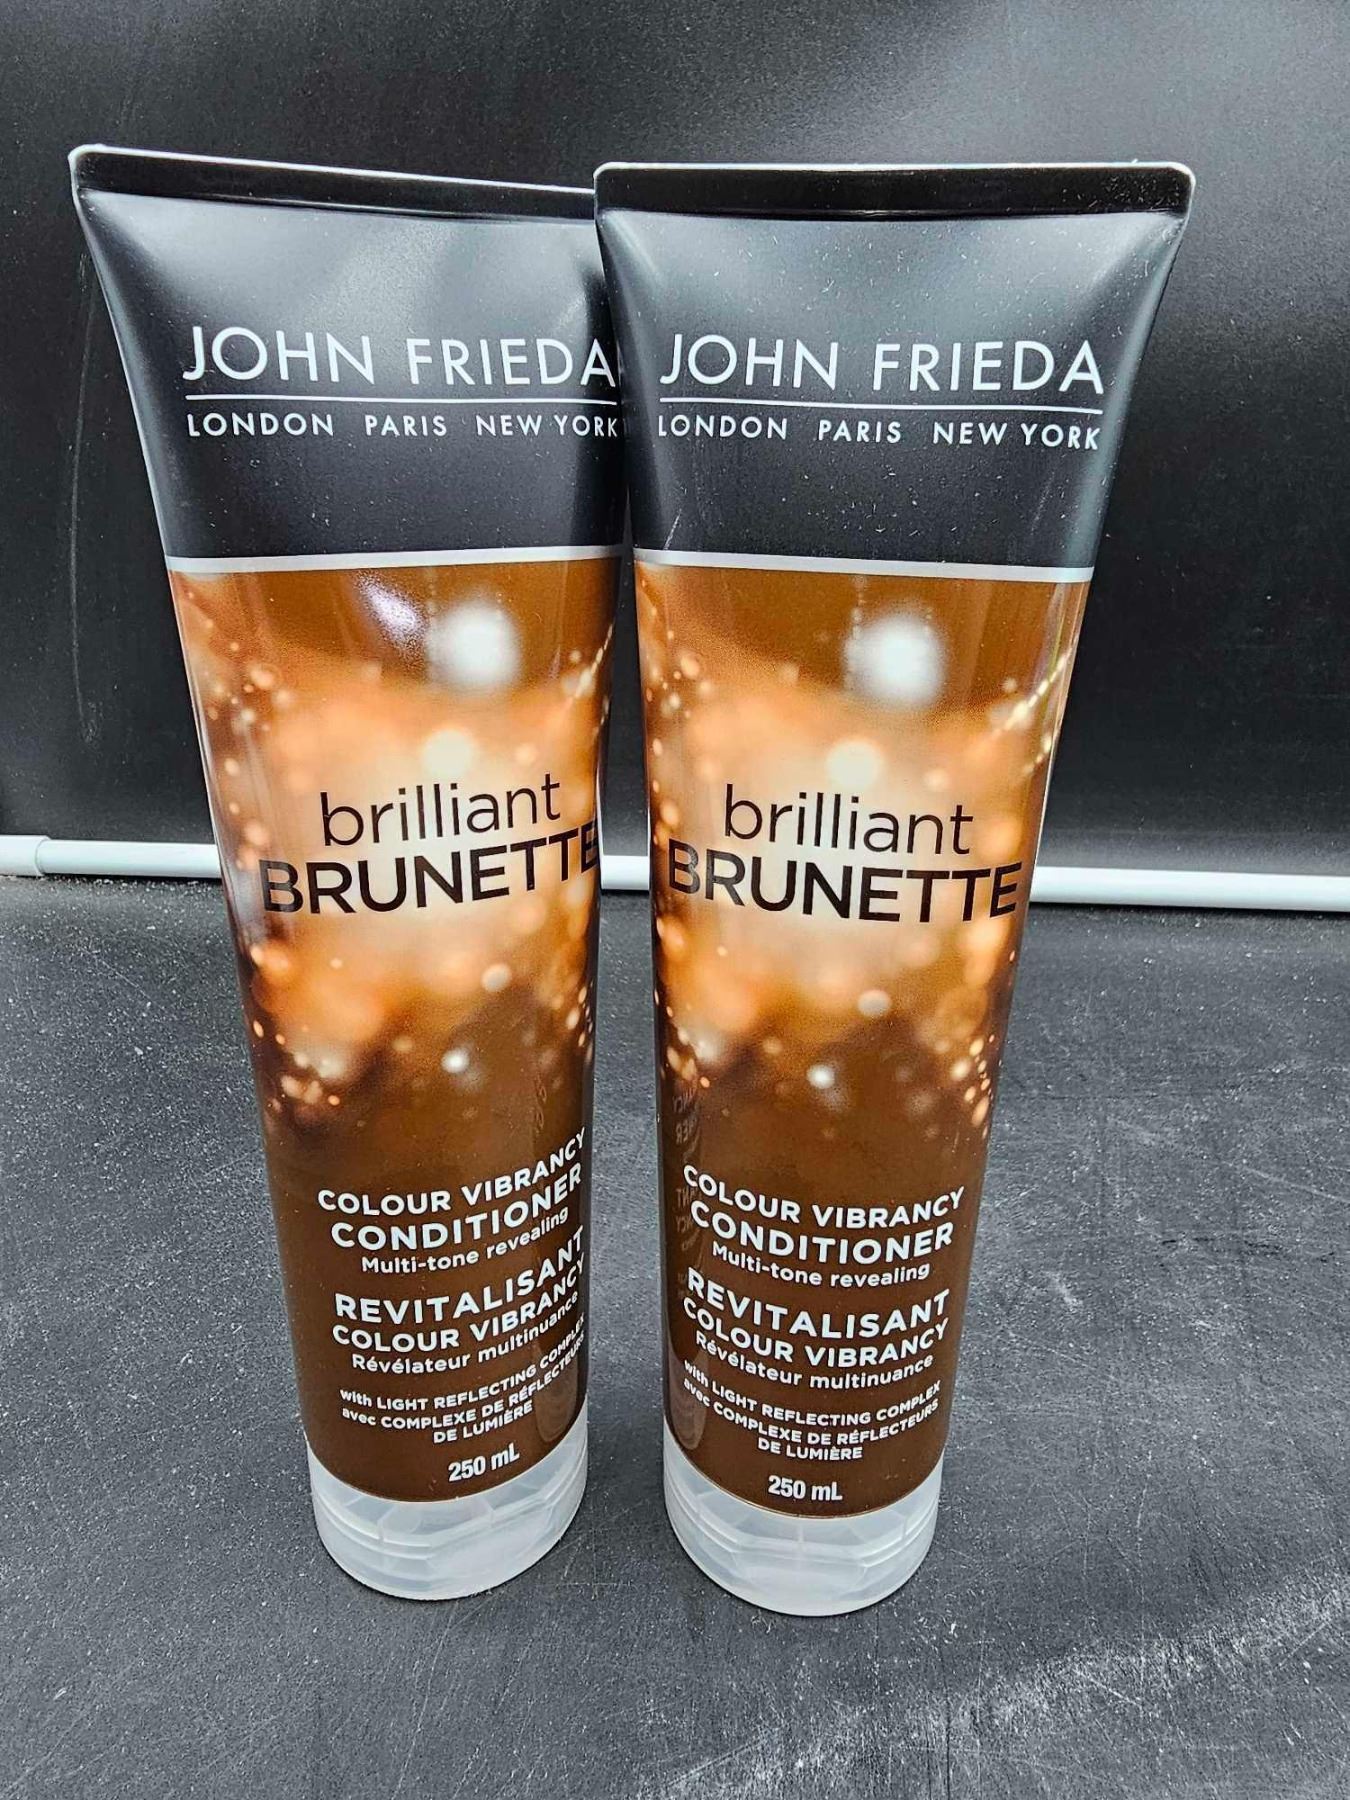 JOHN FRIEDA
LONDON PARIS NEW YORK
brilliant
BRUNETTE
COLOUR VIBRANCY
CONDITIONER
Multi-tone revealing
REVITALISANT
COLOUR VIBRANCY
Révélateur multinuance
with LIGHT REFLECTING COMPLEX
avec COMPLEXE DE RÉFLECTEURS
DE LUMIÈRE
250 mL
JOHN FRIEDA
LONDON PARIS NEW YORK
brilliant
BRUNETTE
COLOUR VIBRANCY
CONDITIONER
Multi-tone revealing
REVITALISANT
COLOUR VIBRANCY
Révélateur multinuance
with LIGHT REFLECTING COMPLEX
avec COMPLEXE DE RÉFLECTEURS
DE LUMIÈRE
250 mL